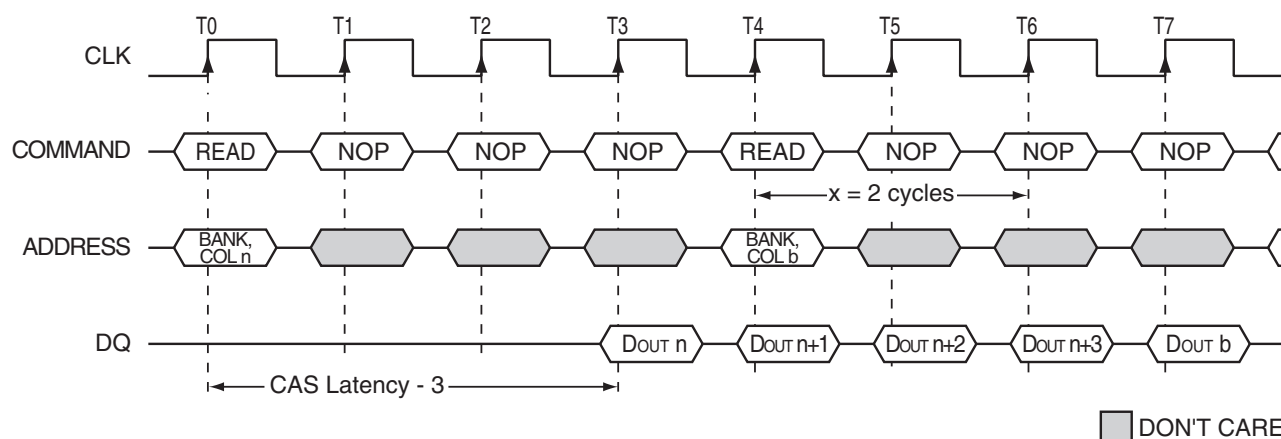 T0 T1 T2 T3 T4 T5 T6 T7
CLK
COMMAND READ NOP NOP NOP READ NOP NOP NOP
x = 2 cycles
ADDRESS BANK, COL n BANK, COL b
DQ DOUT n DOUT n+1 DOUT n+2 DOUT n+3 DOUT b
CAS Latency - 3
DON'T CARE